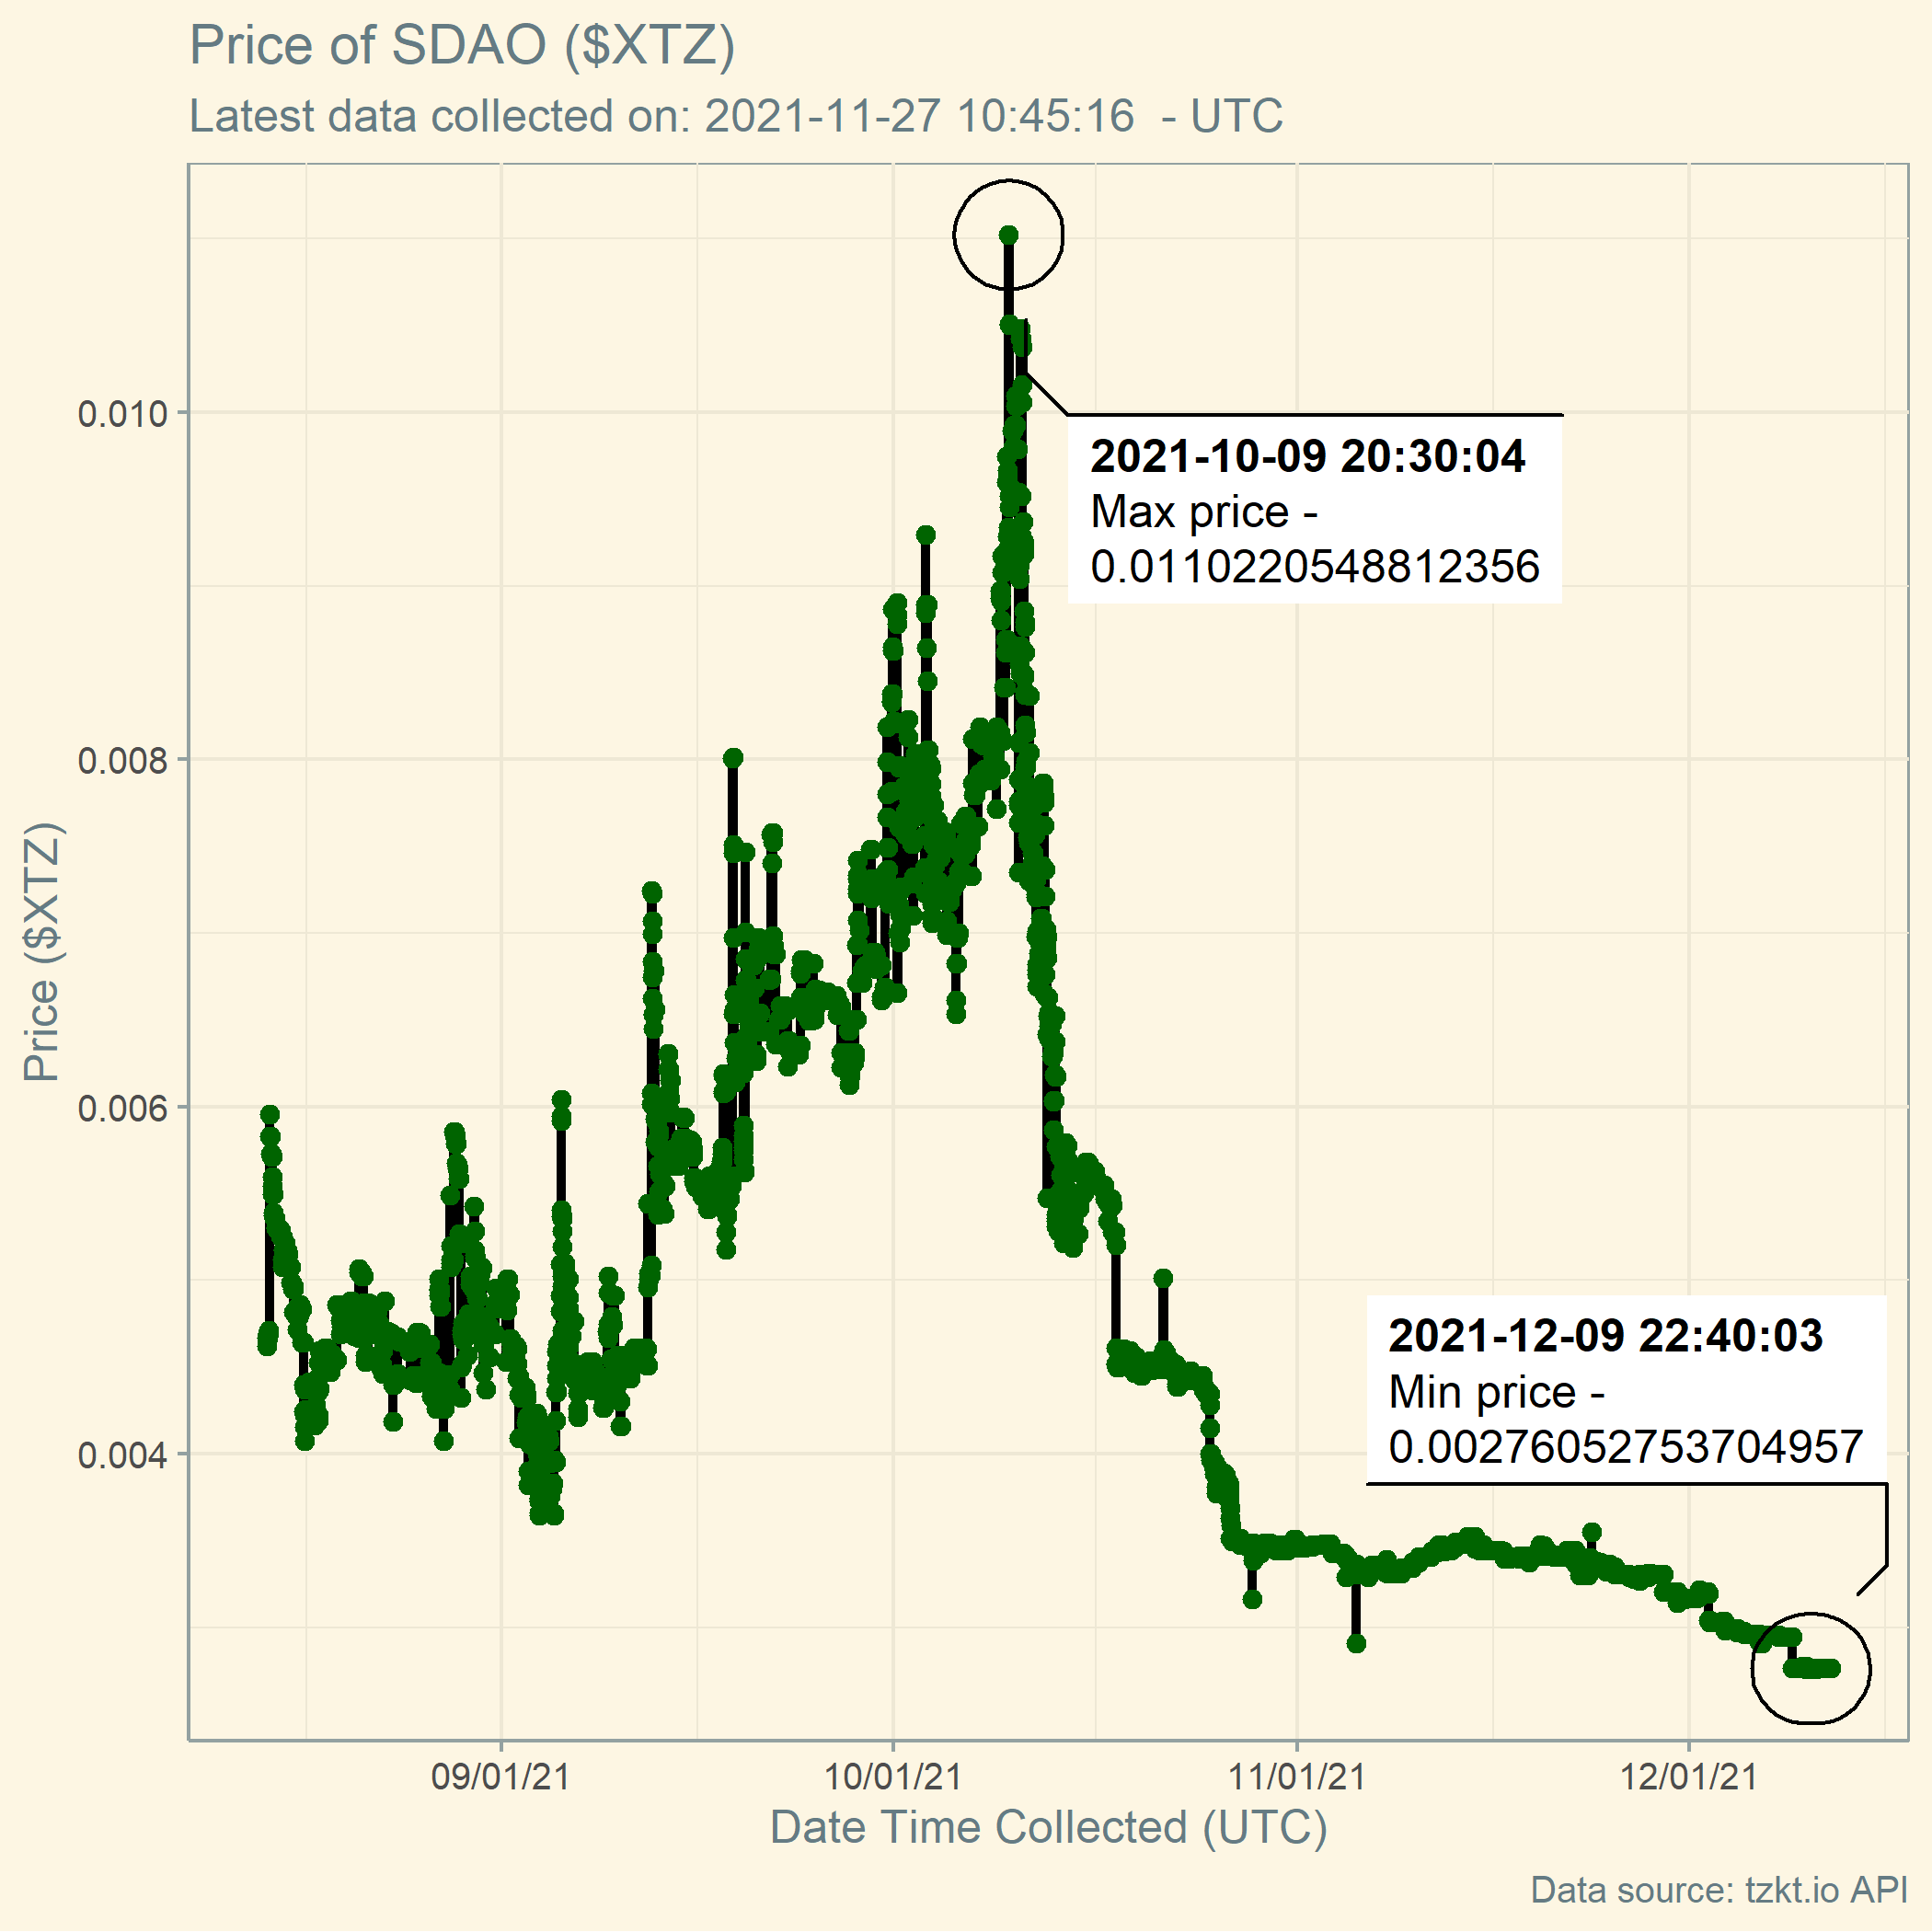 Price of SDAO ($XTZ)
Latest data collected on: 2021-11-27 10:45:16  - UTC
2021-10-09 20:30:04
Max price -
0.0110220548812356
0.010
0.008
0.006
0.004
Price ($XTZ)
2021-12-09 22:40:03
Min price -
0.00276052753704957
09/01/21
10/01/21
11/01/21
12/01/21
Date Time Collected (UTC)
Data source: tzkt.io API